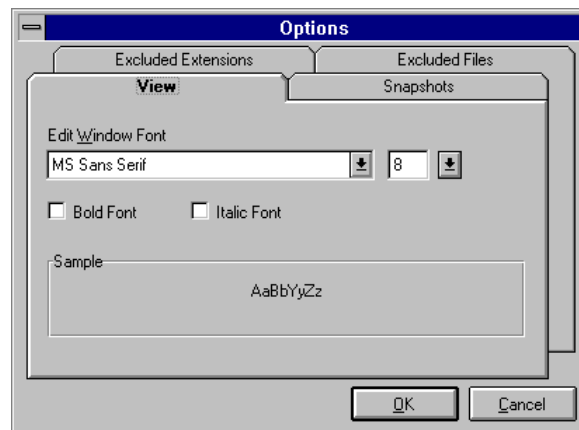 Options
Excluded Extensions Excluded Files
View Snapshots
Edit Window Font
MS Sans Serif 8
Bold Font Italic Font
Sample
AaBbYyZz
OK Cancel